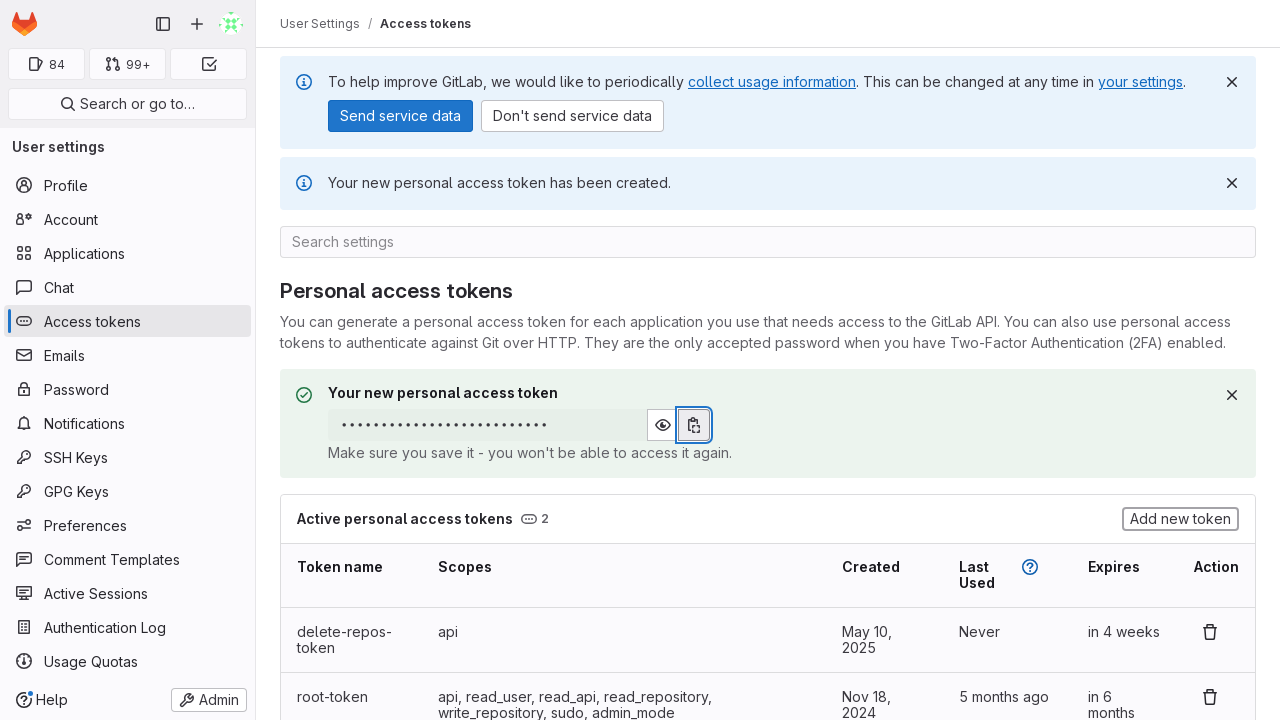 User Settings / Access tokens
84
99+
Search or go to…
User settings
Profile
Account
Applications
Chat
Access tokens
Emails
Password
Notifications
SSH Keys
GPG Keys
Preferences
Comment Templates
Active Sessions
Authentication Log
Usage Quotas
Help
Admin
To help improve GitLab, we would like to periodically collect usage information. This can be changed at any time in your settings.
Send service data
Don't send service data
Your new personal access token has been created.
Search settings
Personal access tokens
You can generate a personal access token for each application you use that needs access to the GitLab API. You can also use personal access
tokens to authenticate against Git over HTTP. They are the only accepted password when you have Two-Factor Authentication (2FA) enabled.
Your new personal access token
••••••••••••••••••••••••••
Make sure you save it - you won't be able to access it again.
Active personal access tokens 2
Add new token
Token name Scopes Created Last Used Expires Action
delete-repos-token api May 10, 2025 Never in 4 weeks
root-token api, read_user, read_api, read_repository, write_repository, sudo, admin_mode Nov 18, 2024 5 months ago in 6 months